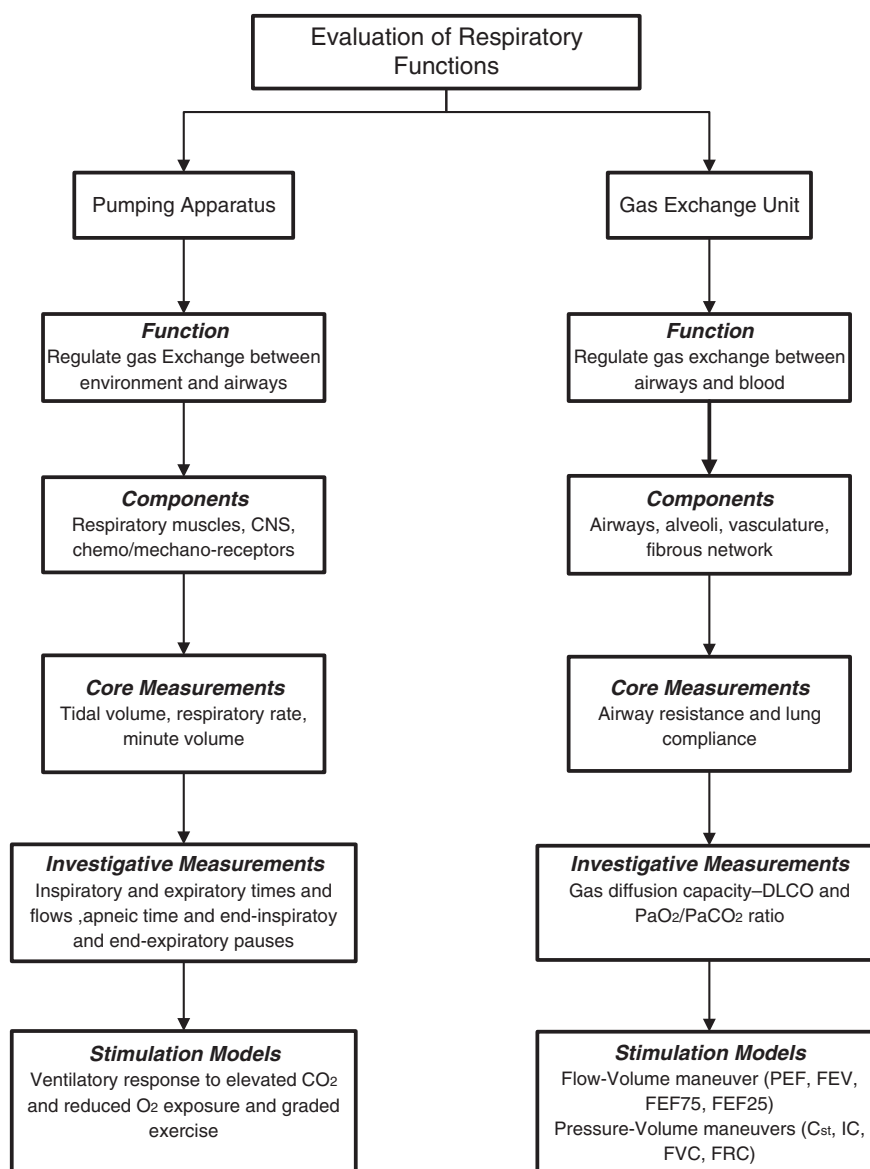 Evaluation of Respiratory
Functions
Pumping Apparatus
Function
Regulate gas Exchange between
environment and airways
Components
Respiratory muscles, CNS,
chemo/mechano-receptors
Core Measurements
Tidal volume, respiratory rate,
minute volume
Investigative Measurements
Inspiratory and expiratory times and
flows ,apneic time and end-inspiratoy
and end-expiratory pauses
Stimulation Models
Ventilatory response to elevated CO2
and reduced O2 exposure and graded
exercise
Gas Exchange Unit
Function
Regulate gas exchange between
airways and blood
Components
Airways, alveoli, vasculature,
fibrous network
Core Measurements
Airway resistance and lung
compliance
Investigative Measurements
Gas diffusion capacity–DLCO and
PaO2/PaCO2 ratio
Stimulation Models
Flow-Volume maneuver (PEF, FEV,
FEF75, FEF25)
Pressure-Volume maneuvers (Cst, IC,
FVC, FRC)